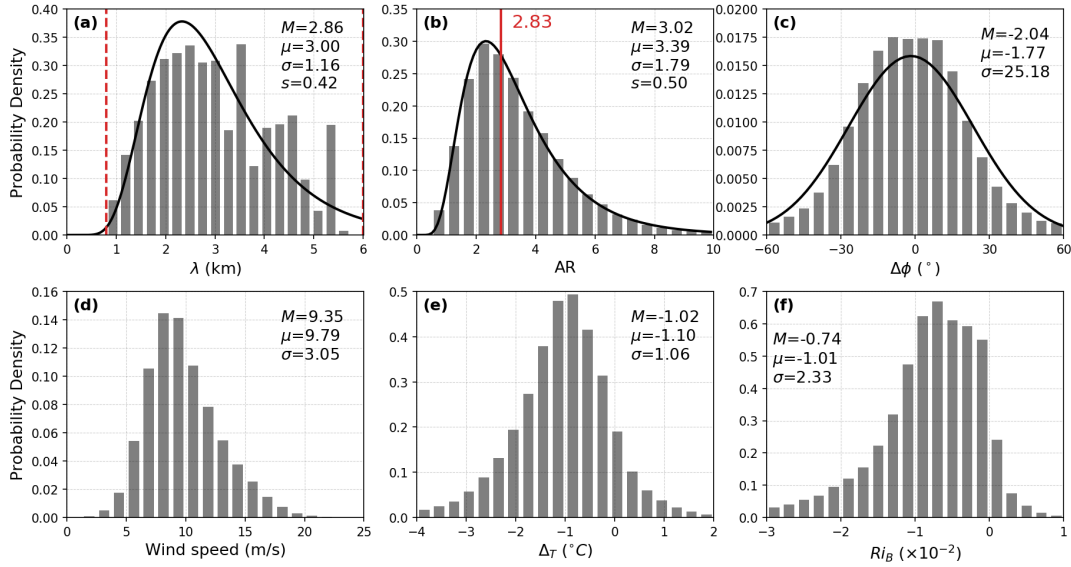 (a)
M=2.86
μ=3.00
σ=1.16
s=0.42
0.40
0.35
0.30
0.25
0.20
0.15
0.10
0.05
0.00
Probability Density
0 1 2 3 4 5 6
λ (km)
(b)
2.83
M=3.02
μ=3.39
σ=1.79
s=0.50
0.35
0.30
0.25
0.20
0.15
0.10
0.05
0.00
0 2 4 6 8 10
AR
(c)
M=-2.04
μ=-1.77
σ=25.18
0.0200
0.0175
0.0150
0.0125
0.0100
0.0075
0.0050
0.0025
0.0000
−60 −30 0 30 60
Δϕ (°)
(d)
M=9.35
μ=9.79
σ=3.05
0.16
0.14
0.12
0.10
0.08
0.06
0.04
0.02
0.00
Probability Density
0 5 10 15 20 25
Wind speed (m/s)
(e)
M=-1.02
μ=-1.10
σ=1.06
0.5
0.4
0.3
0.2
0.1
0.0
−4 −3 −2 −1 0 1 2
Δ_T (°C)
(f)
M=-0.74
μ=-1.01
σ=2.33
0.7
0.6
0.5
0.4
0.3
0.2
0.1
0.0
−3 −2 −1 0 1
Ri_B (×10⁻²)